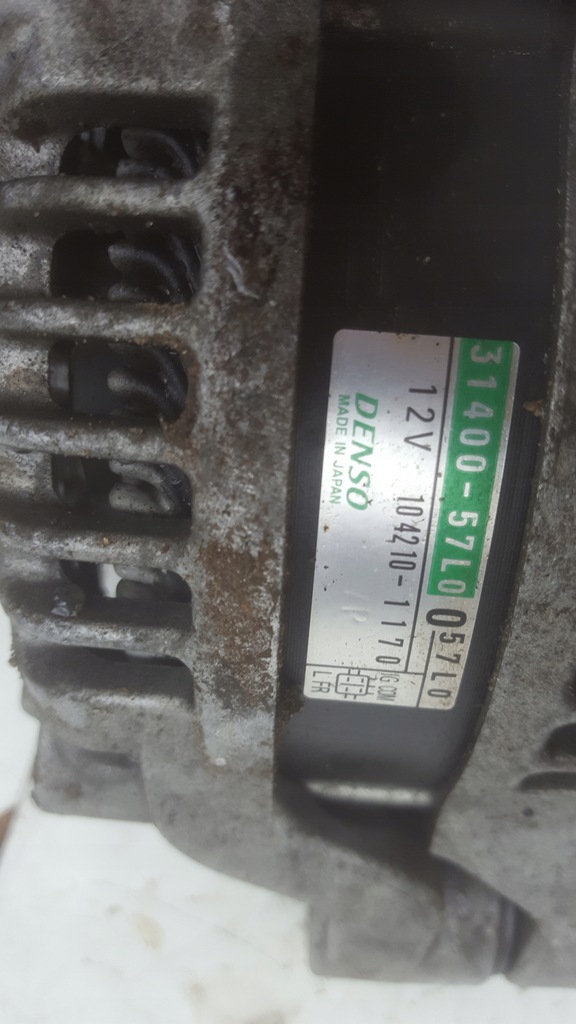 31400-57L0 057L0
12V 104210-1170
DENSO
MADE IN JAPAN
IG COM
L FR